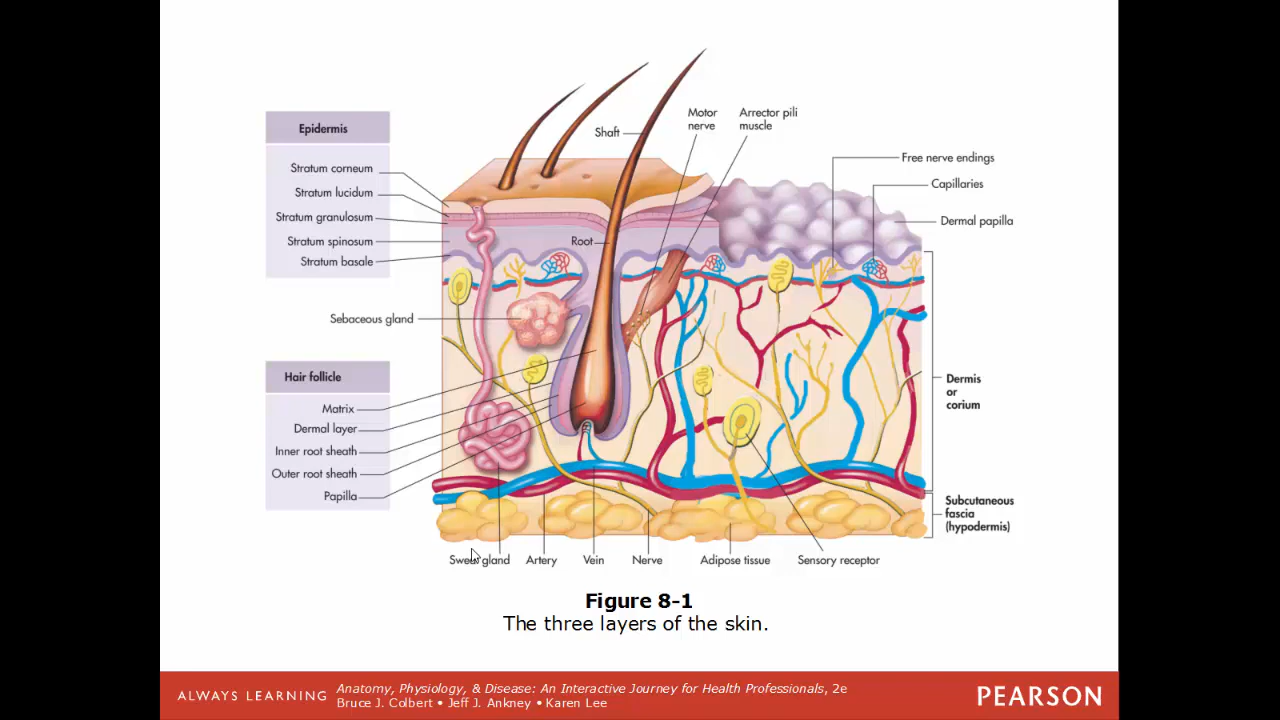 Epidermis
Stratum corneum
Stratum lucidum
Stratum granulosum
Stratum spinosum
Stratum basale
Sebaceous gland
Hair follicle
Matrix
Dermal layer
Inner root sheath
Outer root sheath
Papilla
Shaft
Root
Motor
nerve
Arrector pili
muscle
Free nerve endings
Capillaries
Dermal papilla
Dermis
or
corium
Subcutaneous
fascia
(hypodermis)
Sweat gland
Artery
Vein
Nerve
Adipose tissue
Sensory receptor
Figure 8-1
The three layers of the skin.
ALWAYS LEARNING
Anatomy, Physiology, & Disease: An Interactive Journey for Health Professionals, 2e
Bruce J. Colbert • Jeff J. Ankney • Karen Lee
PEARSON